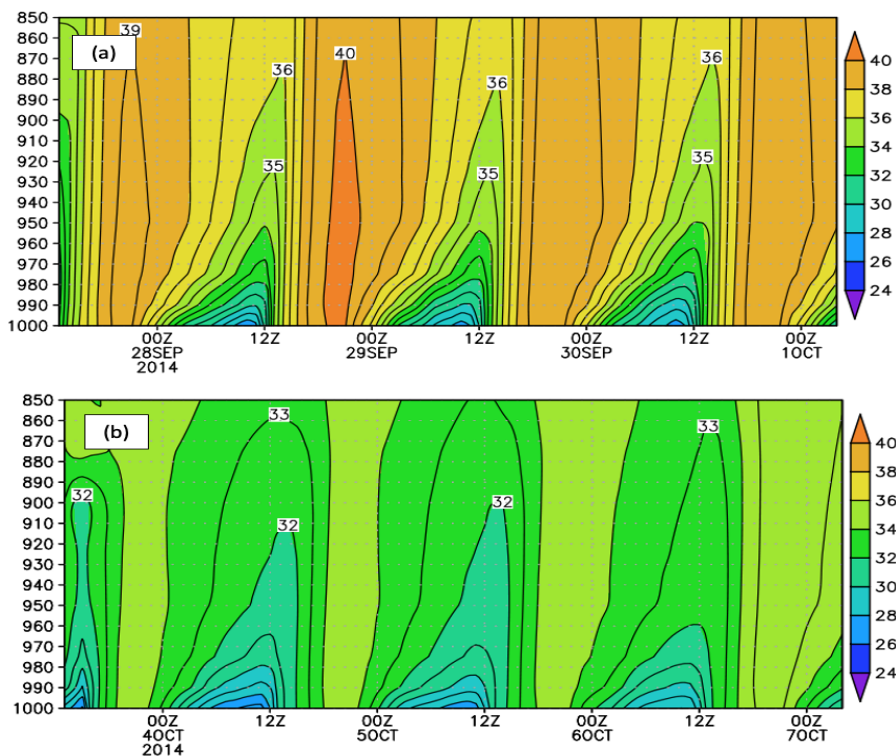 850
(a)
39
860
870
880
890
900
910
920
930
940
950
960
970
980
990
1000
36
40
36
36
35
35
35
00Z
28SEP
2014
12Z
00Z
29SEP
12Z
00Z
30SEP
12Z
00Z
1OCT
40
38
36
34
32
30
28
26
24
850
(b)
860
870
880
890
900
910
920
930
940
950
960
970
980
990
1000
32
33
32
32
33
00Z
4OCT
2014
12Z
00Z
5OCT
12Z
00Z
6OCT
12Z
00Z
7OCT
40
38
36
34
32
30
28
26
24